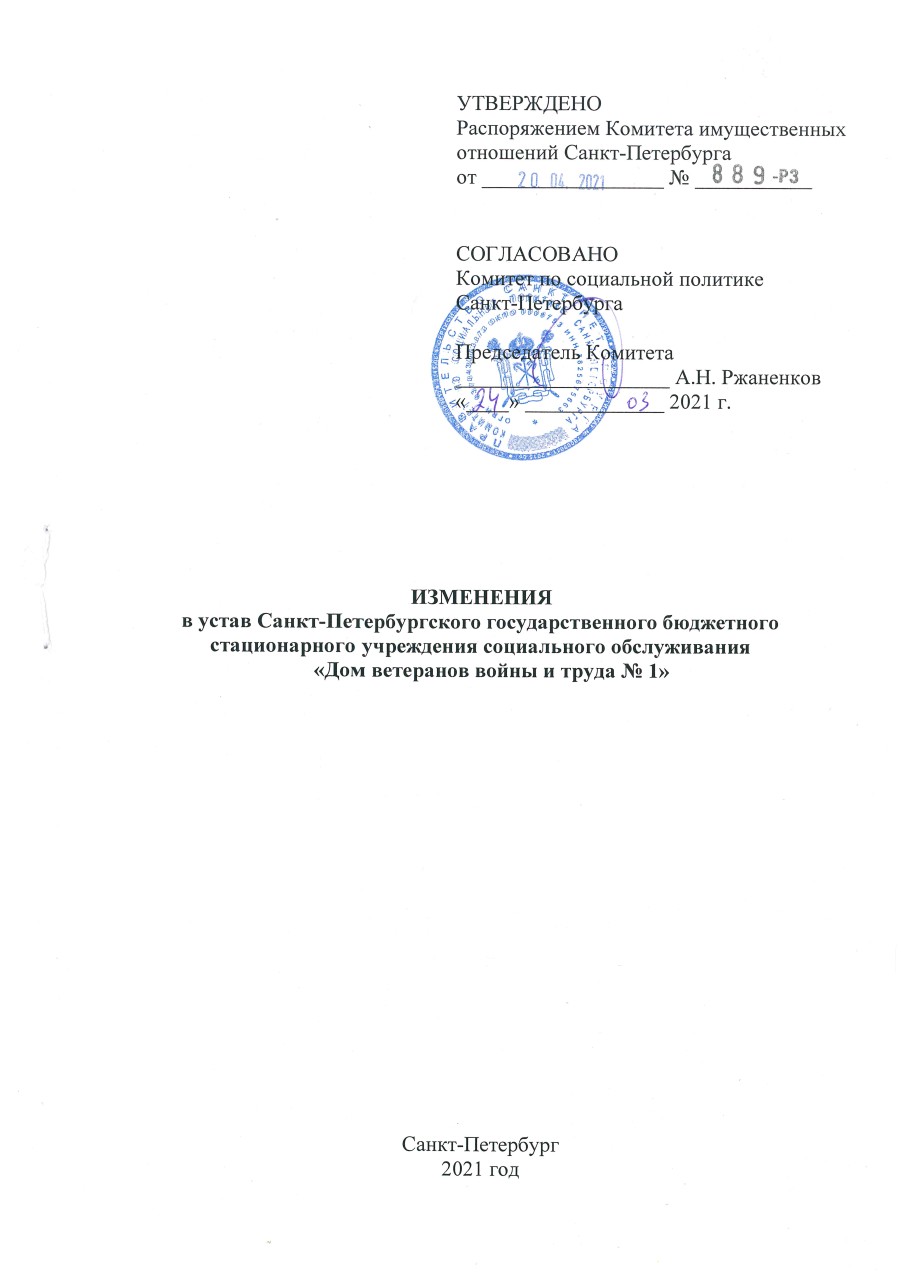 УТВЕРЖДЕНО
Распоряжением Комитета имущественных
отношений Санкт-Петербурга
от 20 04. 2021 № 889-РЗ
СОГЛАСОВАНО
Комитет по социальной политике
Санкт-Петербурга
Председатель Комитета
А.Н. Ржаненков
«24» 03 2021 г.
ИЗМЕНЕНИЯ
в устав Санкт-Петербургского государственного бюджетного
стационарного учреждения социального обслуживания
«Дом ветеранов войны и труда № 1»
Санкт-Петербург
2021 год